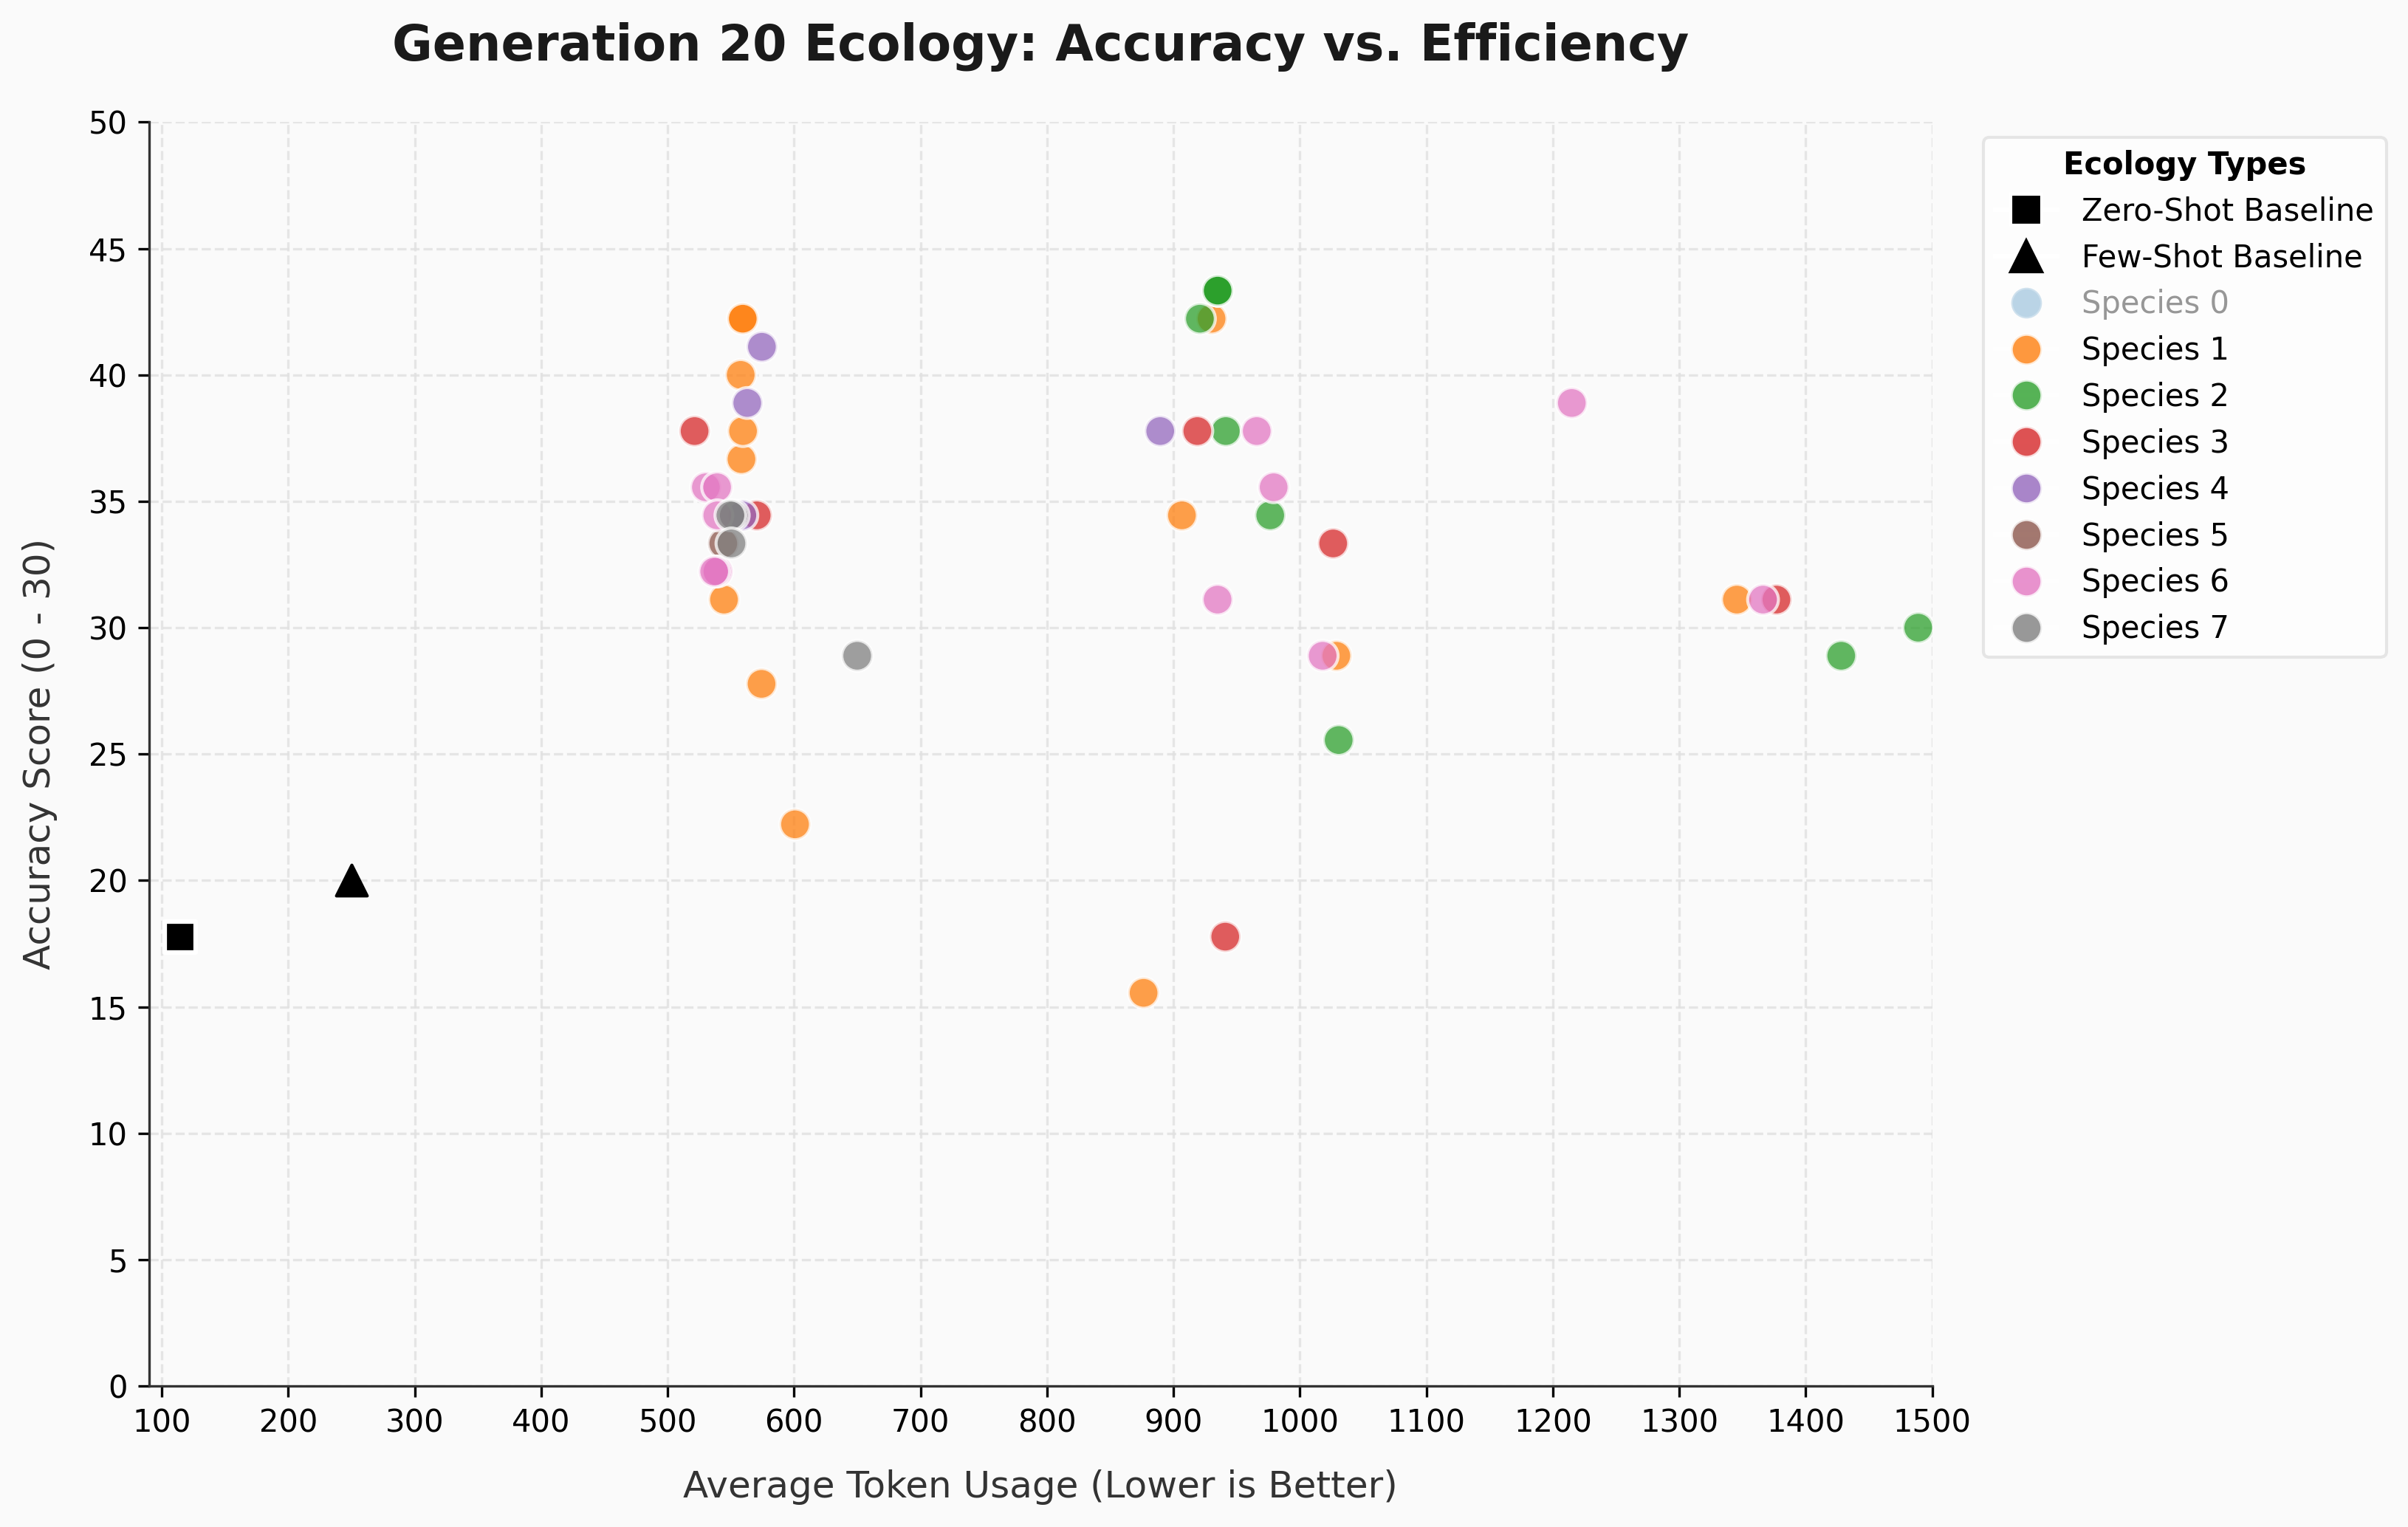 Generation 20 Ecology: Accuracy vs. Efficiency
50
45
40
35
30
25
20
15
10
5
0
Accuracy Score (0 - 30)
100 200 300 400 500 600 700 800 900 1000 1100 1200 1300 1400 1500
Average Token Usage (Lower is Better)
Ecology Types
Zero-Shot Baseline
Few-Shot Baseline
Species 0
Species 1
Species 2
Species 3
Species 4
Species 5
Species 6
Species 7